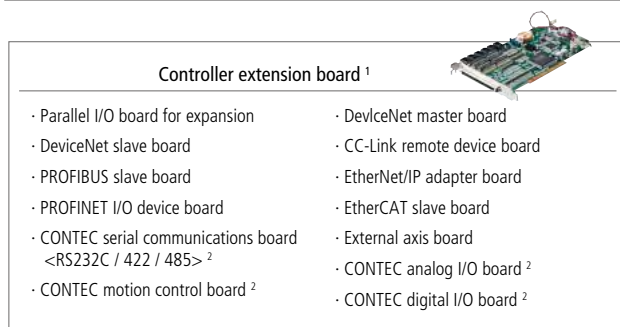 Controller extension board ¹
· Parallel I/O board for expansion
· DeviceNet slave board
· PROFIBUS slave board
· PROFINET I/O device board
· CONTEC serial communications board
<RS232C / 422 / 485> ²
· CONTEC motion control board ²
· DevlceNet master board
· CC-Link remote device board
· EtherNet/IP adapter board
· EtherCAT slave board
· External axis board
· CONTEC analog I/O board ²
· CONTEC digital I/O board ²